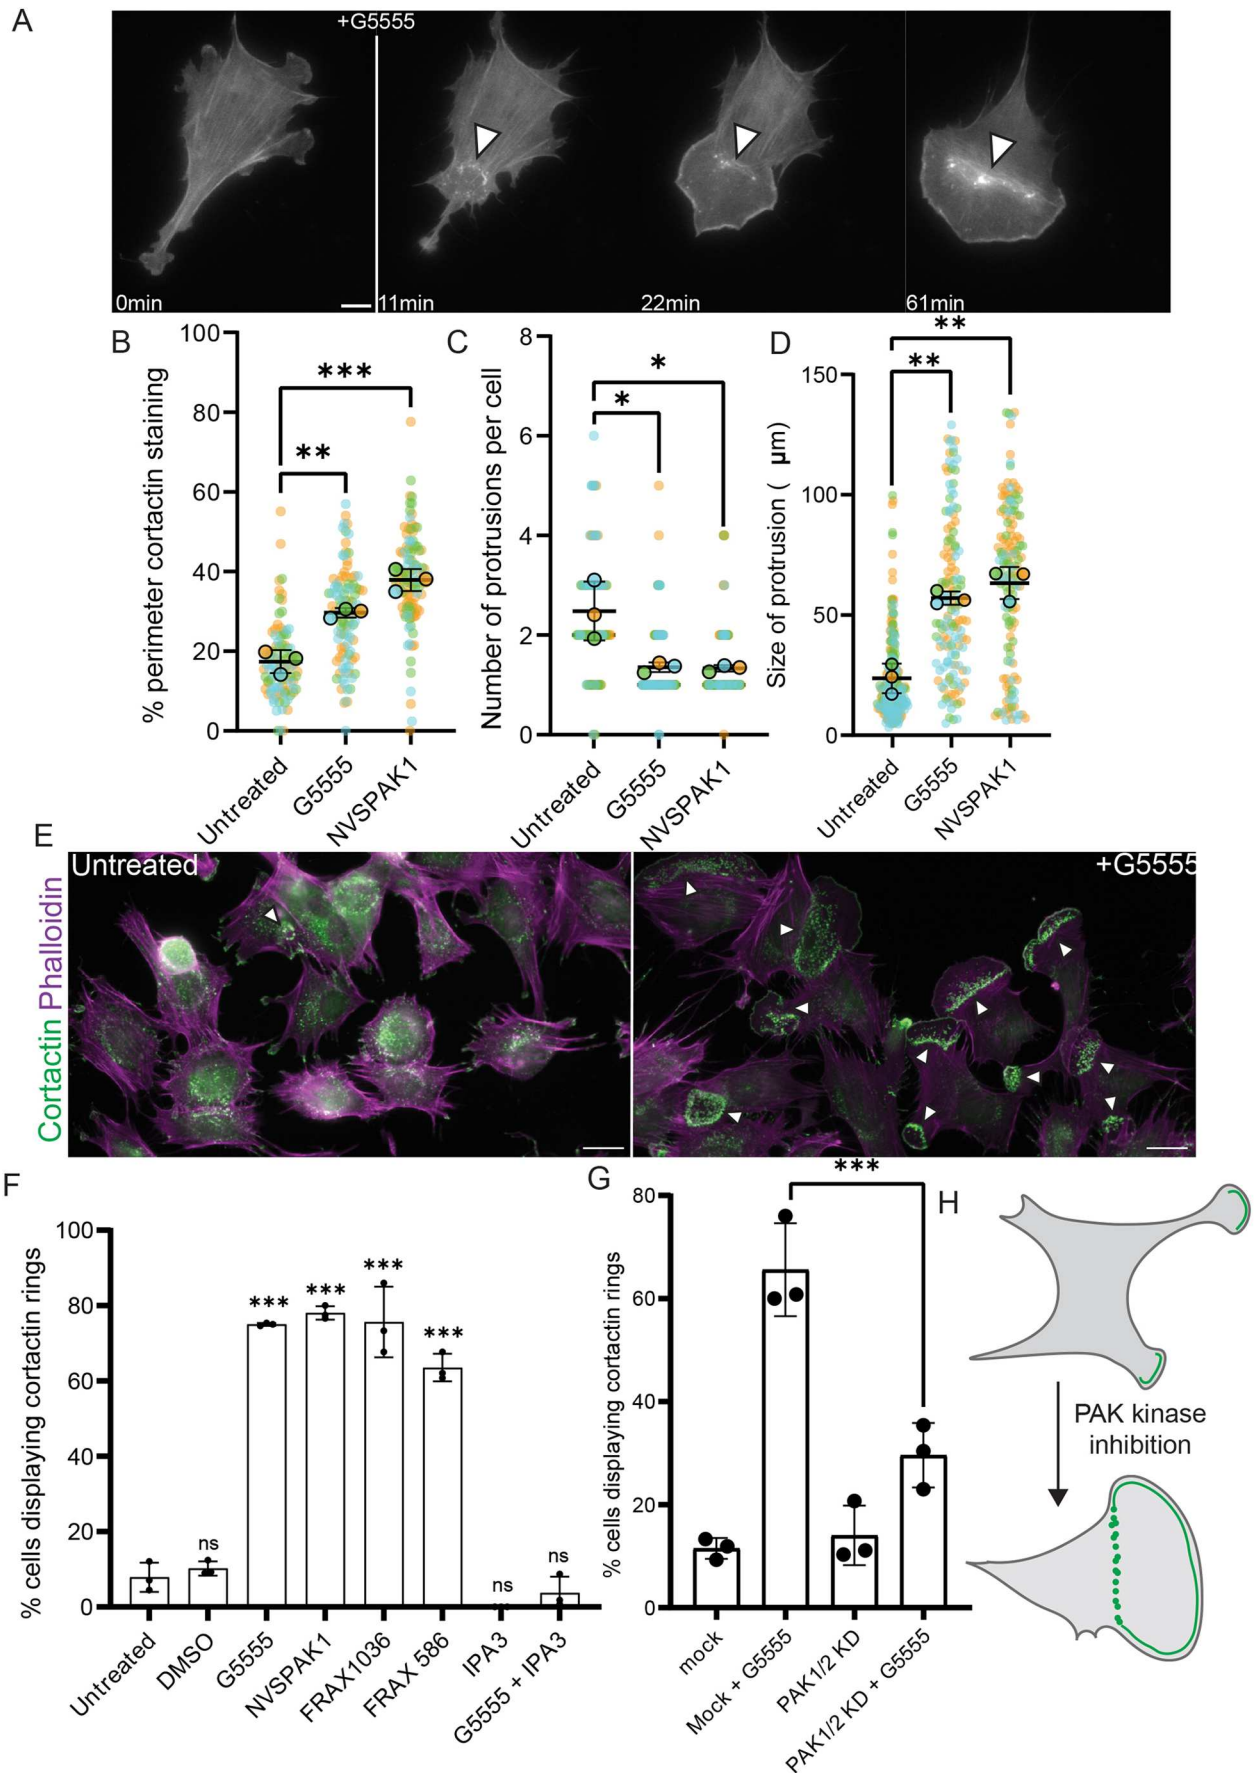 A
+G5555
0min
11min
22min
61min
B
% perimeter cortactin staining
100
80
60
40
20
0
***
**
Untreated
G5555
NVSPAK1
C
Number of protrusions per cell
8
6
4
2
0
*
*
Untreated
G5555
NVSPAK1
D
Size of protrusion ( μm)
150
100
50
0
**
**
Untreated
G5555
NVSPAK1
E
Cortactin Phalloidin
Untreated
+G5555
F
% cells displaying cortactin rings
100
80
60
40
20
0
ns
***
***
***
***
ns
ns
Untreated
DMSO
G5555
NVSPAK1
FRAX1036
FRAX 586
IPA3
G5555 + IPA3
G
% cells displaying cortactin rings
80
60
40
20
0
***
mock
Mock + G5555
PAK1/2 KD
PAK1/2 KD + G5555
H
PAK kinase
inhibition